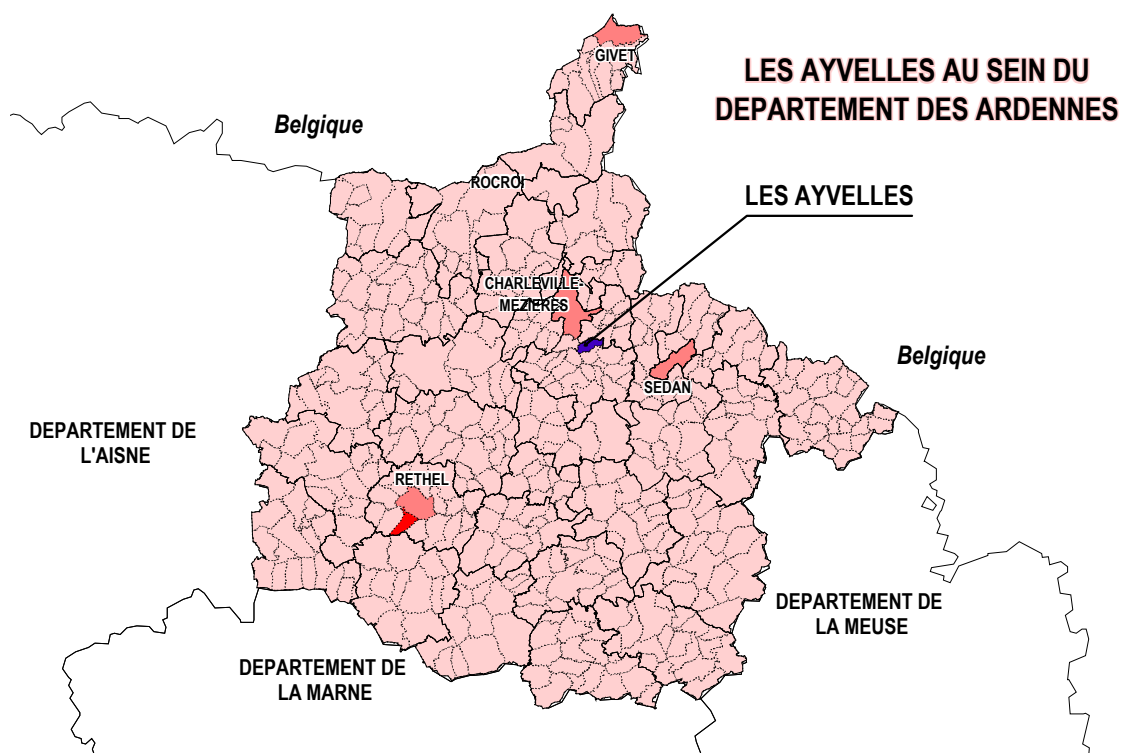 GIVET
LES AYVELLES AU SEIN DU
DEPARTEMENT DES ARDENNES
Belgique
ROCROI
LES AYVELLES
CHARLEVILLE-
MEZIERES
Belgique
SEDAN
DEPARTEMENT DE
L'AISNE
RETHEL
DEPARTEMENT DE
LA MEUSE
DEPARTEMENT DE
LA MARNE